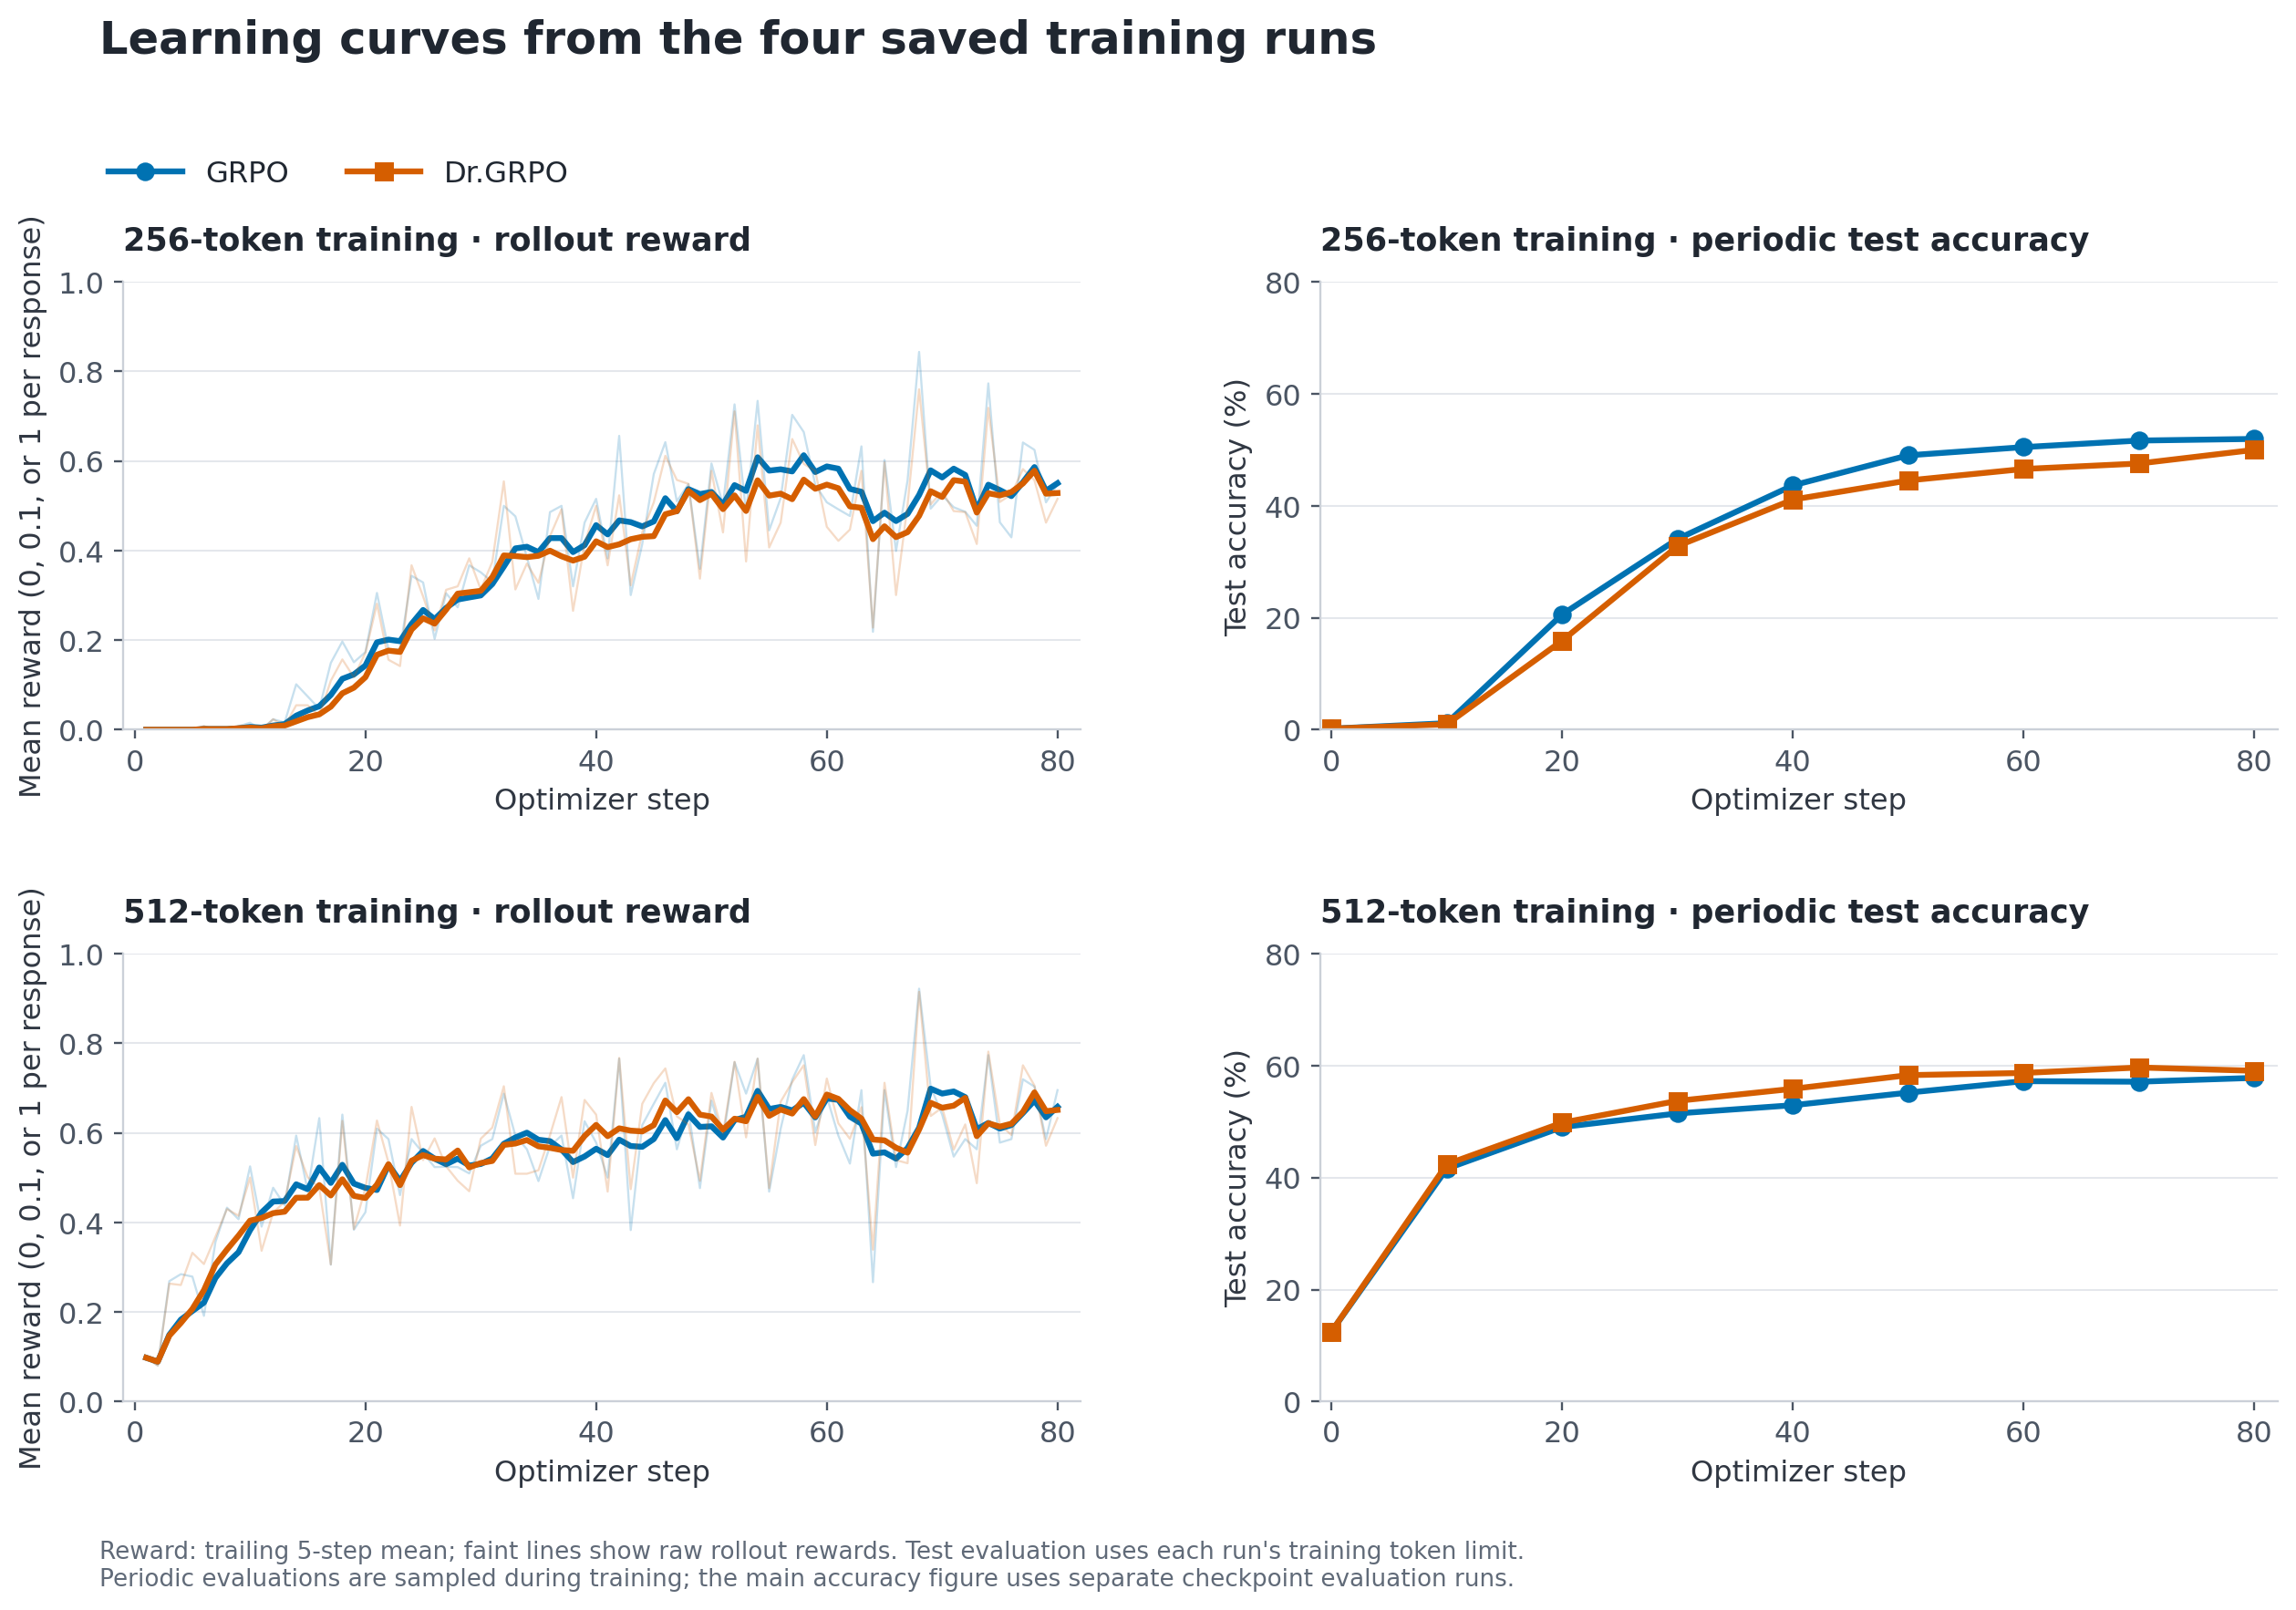 Learning curves from the four saved training runs
GRPO
Dr.GRPO
256-token training · rollout reward
Mean reward (0, 0.1, or 1 per response)
1.0
0.8
0.6
0.4
0.2
0.0
0
20
40
60
80
Optimizer step
256-token training · periodic test accuracy
Test accuracy (%)
80
60
40
20
0
0
20
40
60
80
Optimizer step
512-token training · rollout reward
Mean reward (0, 0.1, or 1 per response)
1.0
0.8
0.6
0.4
0.2
0.0
0
20
40
60
80
Optimizer step
512-token training · periodic test accuracy
Test accuracy (%)
80
60
40
20
0
0
20
40
60
80
Optimizer step
Reward: trailing 5-step mean; faint lines show raw rollout rewards. Test evaluation uses each run's training token limit.
Periodic evaluations are sampled during training; the main accuracy figure uses separate checkpoint evaluation runs.